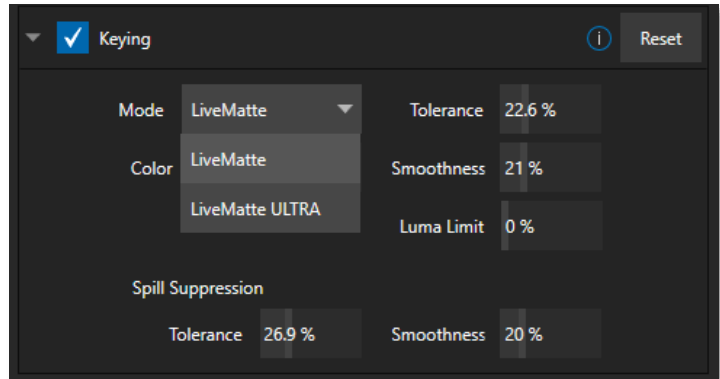 Keying
Reset
Mode LiveMatte Tolerance 22.6 %
Color LiveMatte Smoothness 21 %
LiveMatte ULTRA
Luma Limit 0 %
Spill Suppression
Tolerance 26.9 % Smoothness 20 %